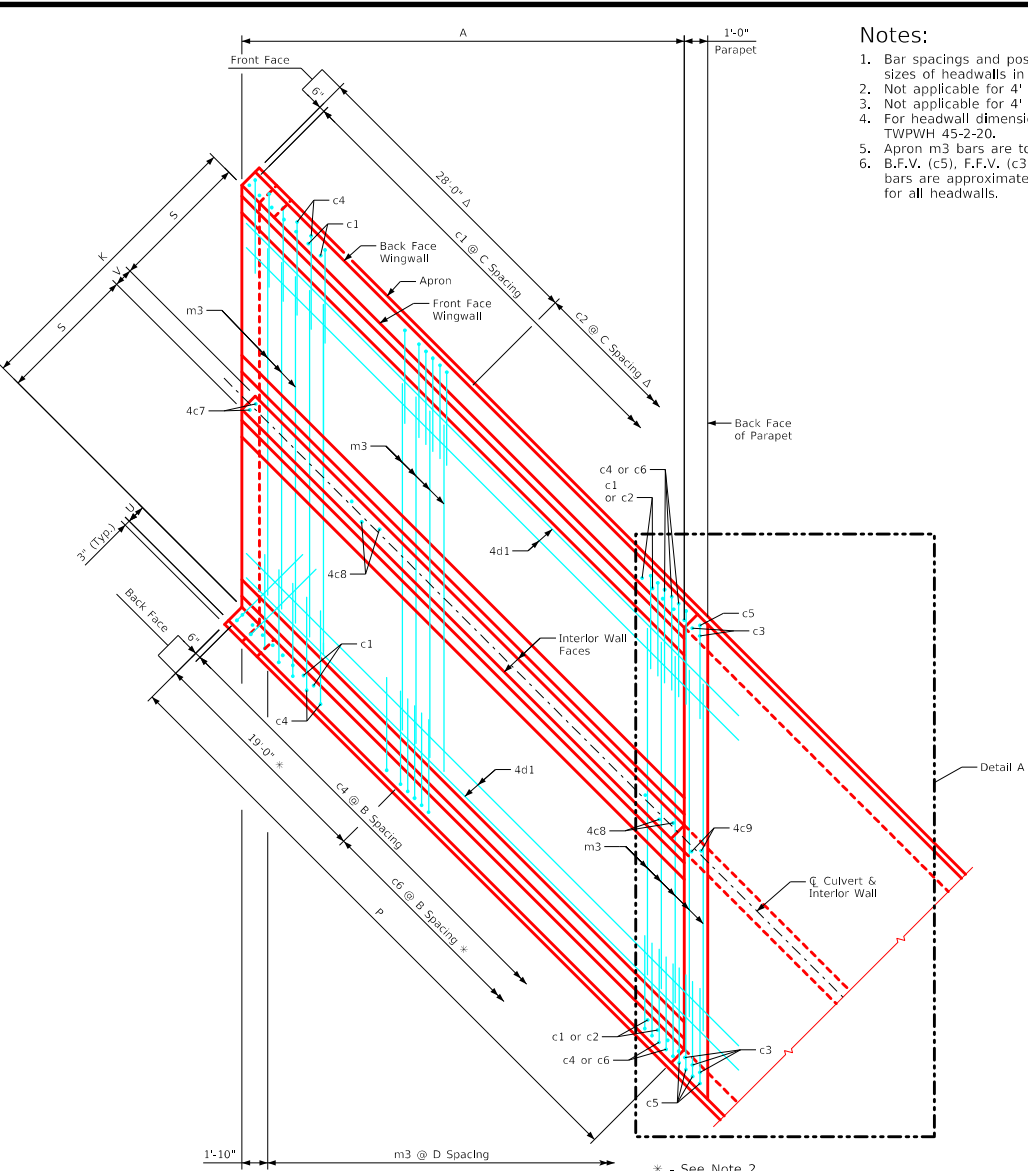 A
1'-0"
Parapet
Front Face
6"
Notes:
1. Bar spacings and pos
sizes of headwalls in
2. Not applicable for 4'
3. Not applicable for 4'
4. For headwall dimensi
TWPWH 45-2-20.
5. Apron m3 bars are to
6. B.F.V. (c5), F.F.V. (c3
bars are approximate
for all headwalls.
28'-0" Δ
c1 @ C Spacing
c2 @ C Spacing Δ
c4
c1
Back Face
Wingwall
Apron
Front Face
Wingwall
K
S
V
S
m3
4c7
m3
Back Face
of Parapet
c4 or c6
c1
or c2
4d1
4c8
3" (Typ.)
U
Back Face
6"
c5
c3
Interior Wall
Faces
c1
c4
19'-0" *
c4 @ B Spacing
c6 @ B Spacing *
P
4d1
Detail A
4c8
4c9
m3
℄ Culvert &
Interior Wall
c1 or c2
c4 or c6
c3
c5
1'-10"
m3 @ D Spacing
* - See Note 2